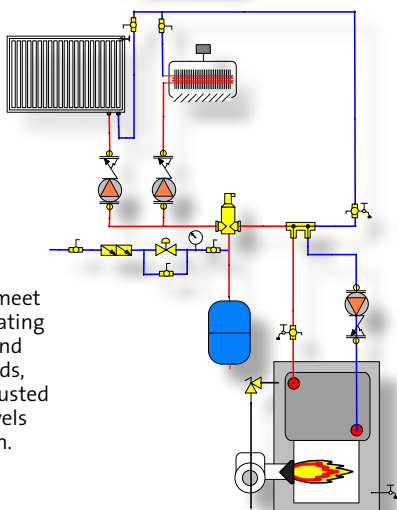 meet
ating
nd
ds,
usted
vels
n.